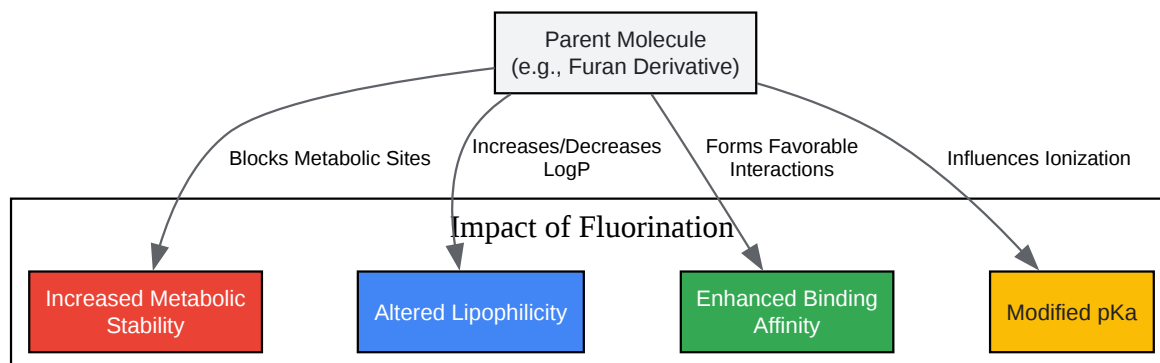 Parent Molecule
(e.g., Furan Derivative)
Blocks Metabolic Sites
Increases/Decreases
LogP
Forms Favorable
Interactions
Influences Ionization
Impact of Fluorination
Increased Metabolic
Stability
Altered Lipophilicity
Enhanced Binding
Affinity
Modified pKa